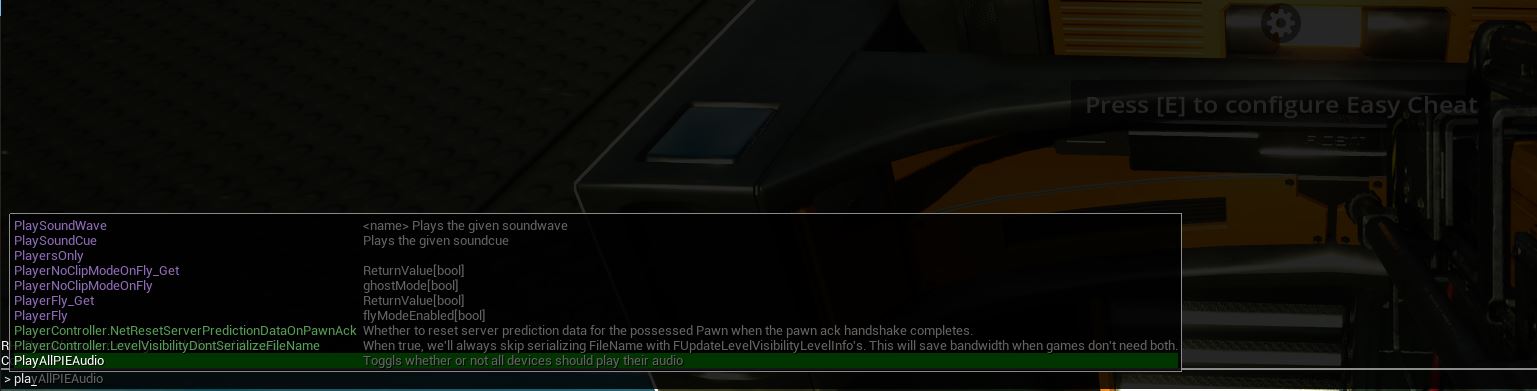 Press [E] to configure Easy Cheat
PlaySoundWave <name> Plays the given soundwave
PlaySoundCue Plays the given soundcue
PlayersOnly
PlayerNoClipModeOnFly_Get ReturnValue[bool]
PlayerNoClipModeOnFly ghostMode[bool]
PlayerFly_Get ReturnValue[bool]
PlayerFly flyModeEnabled[bool]
PlayerController.NetResetServerPredictionDataOnPawnAck Whether to reset server prediction data for the possessed Pawn when the pawn ack handshake completes.
PlayerController.LevelVisibilityDontSerializeFileName When true, we'll always skip serializing FileName with FUpdateLevelVisibilityLevelInfo's. This will save bandwidth when games don't need both.
PlayAllPIEAudio Toggls whether or not all devices should play their audio
> play_AllPIEAudio